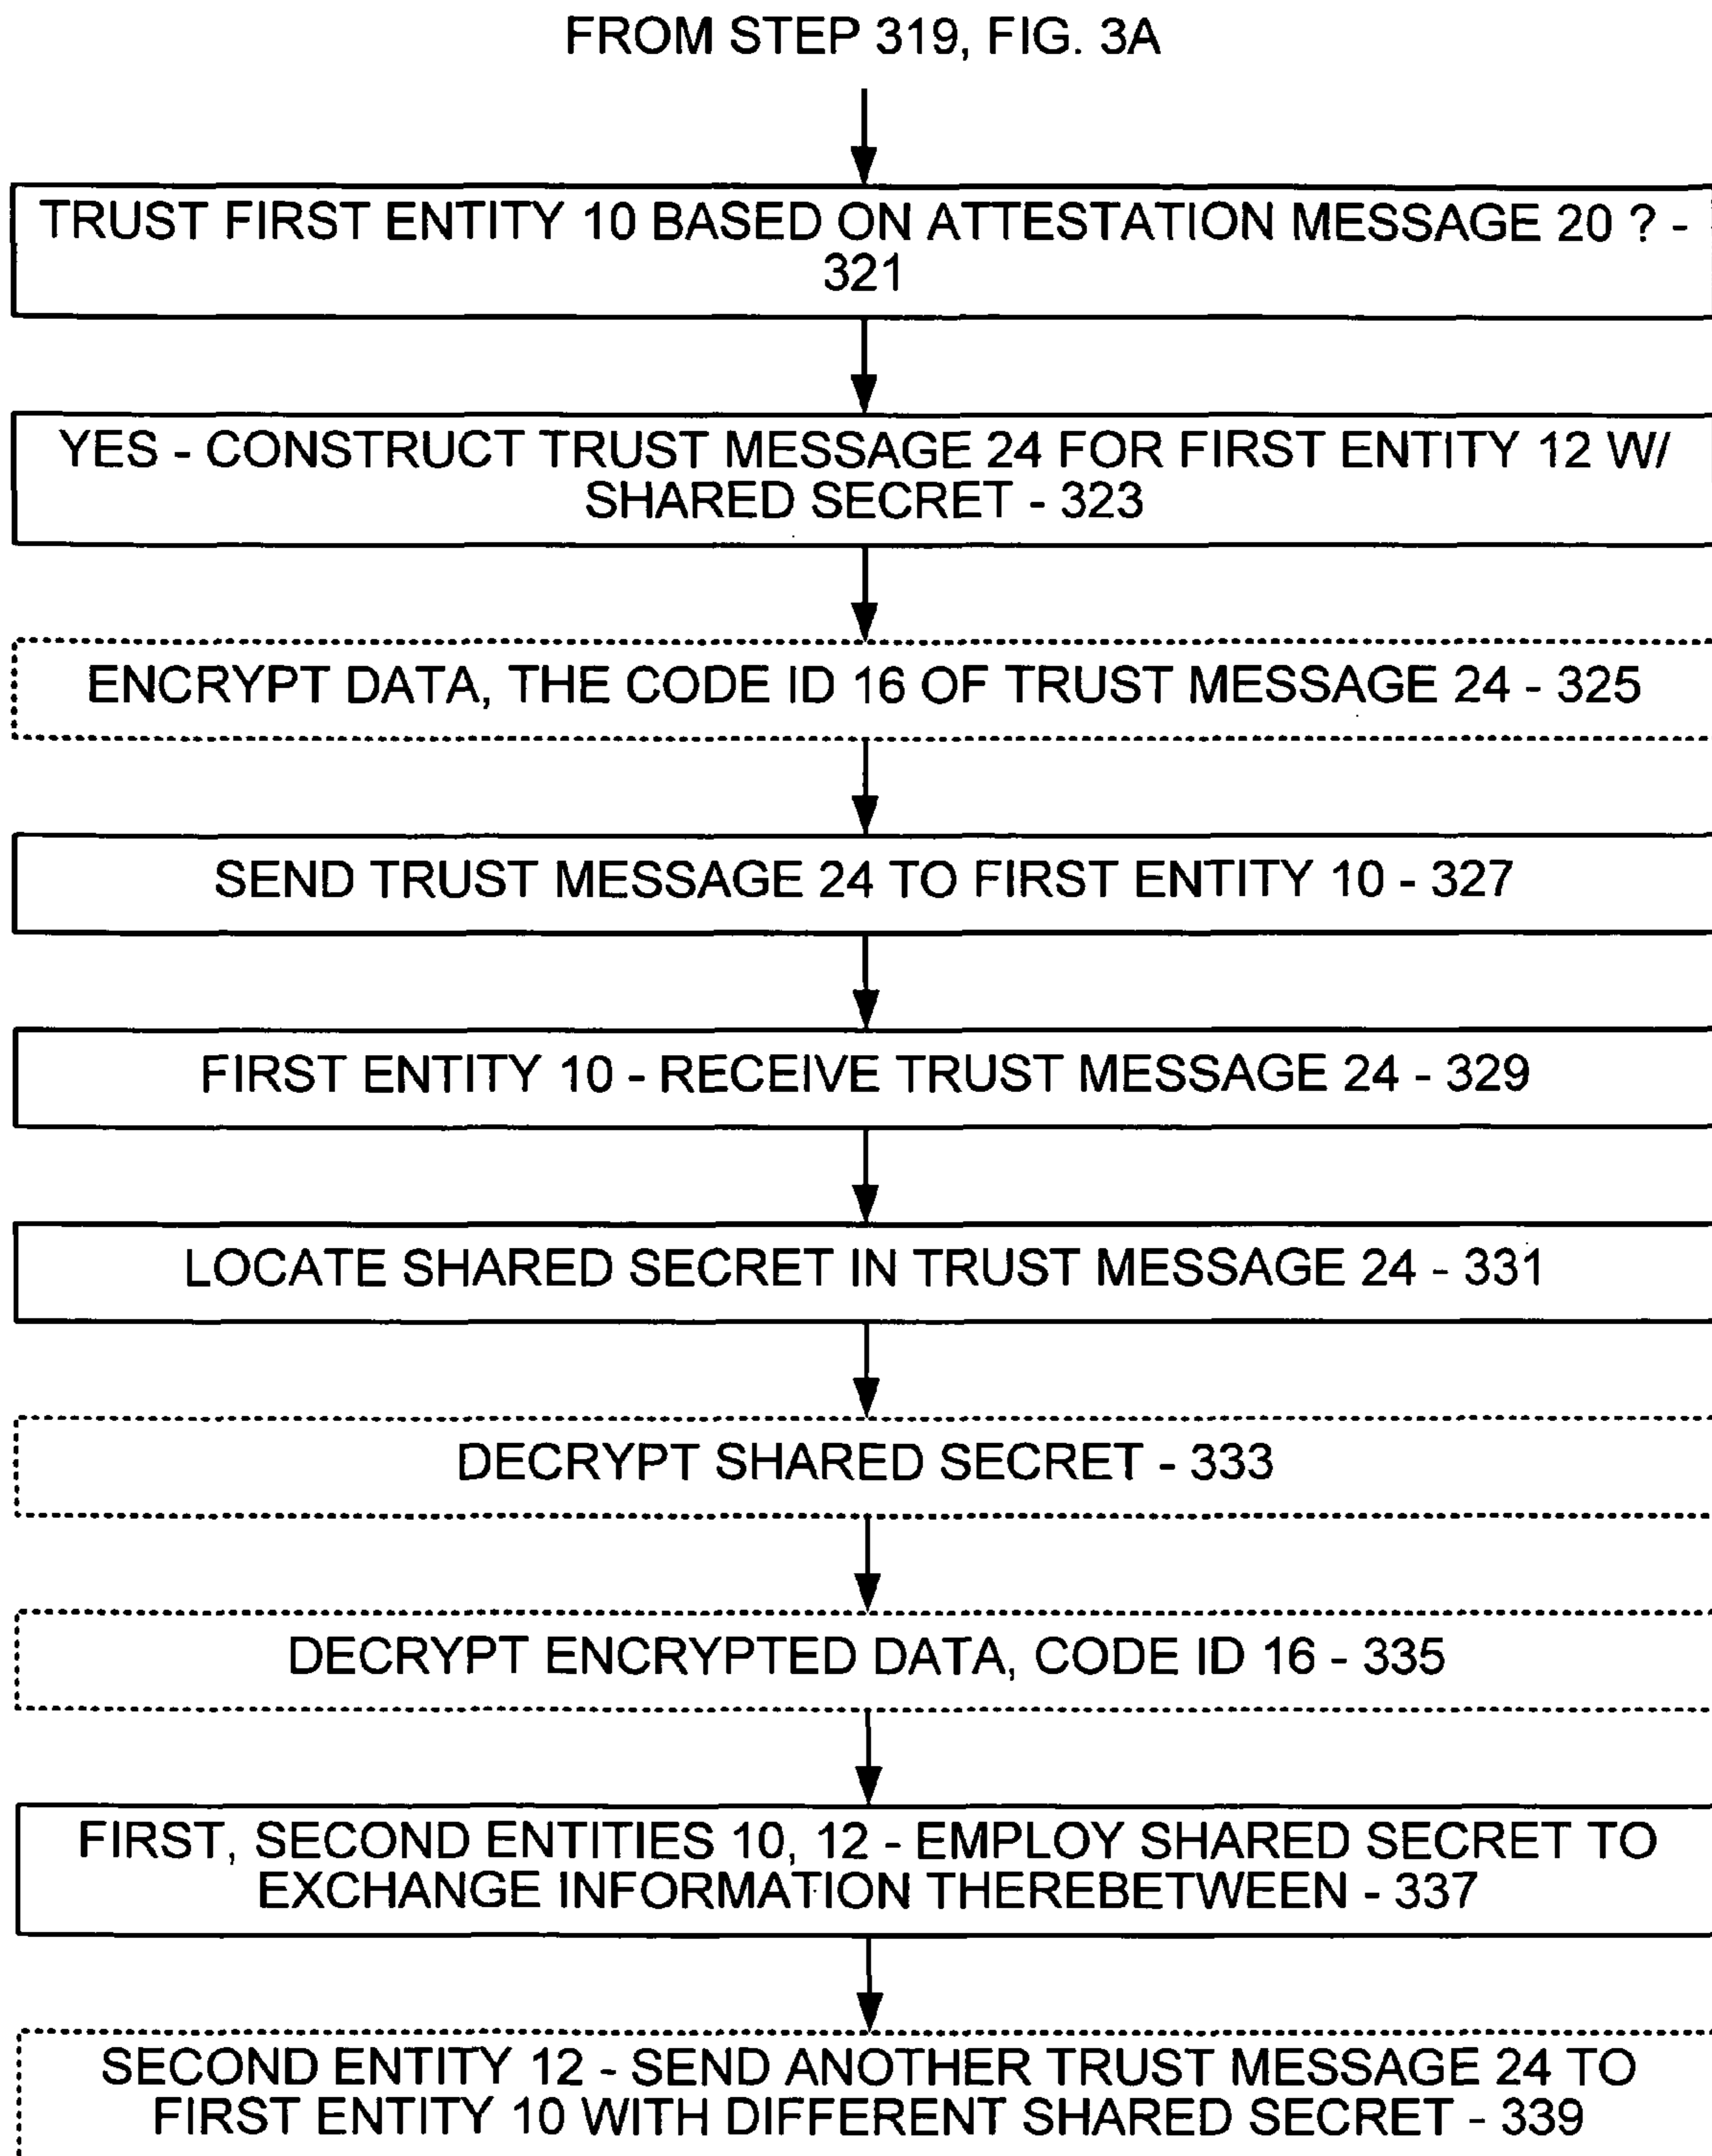 FROM STEP 319, FIG. 3A
TRUST FIRST ENTITY 10 BASED ON ATTESTATION MESSAGE 20 ? -
321
YES - CONSTRUCT TRUST MESSAGE 24 FOR FIRST ENTITY 12 W/
SHARED SECRET - 323
ENCRYPT DATA, THE CODE ID 16 OF TRUST MESSAGE 24 - 325
SEND TRUST MESSAGE 24 TO FIRST ENTITY 10 - 327
FIRST ENTITY 10 - RECEIVE TRUST MESSAGE 24 - 329
LOCATE SHARED SECRET IN TRUST MESSAGE 24 - 331
DECRYPT SHARED SECRET - 333
DECRYPT ENCRYPTED DATA, CODE ID 16 - 335
FIRST, SECOND ENTITIES 10, 12 - EMPLOY SHARED SECRET TO
EXCHANGE INFORMATION THEREBETWEEN - 337
SECOND ENTITY 12 - SEND ANOTHER TRUST MESSAGE 24 TO
FIRST ENTITY 10 WITH DIFFERENT SHARED SECRET - 339